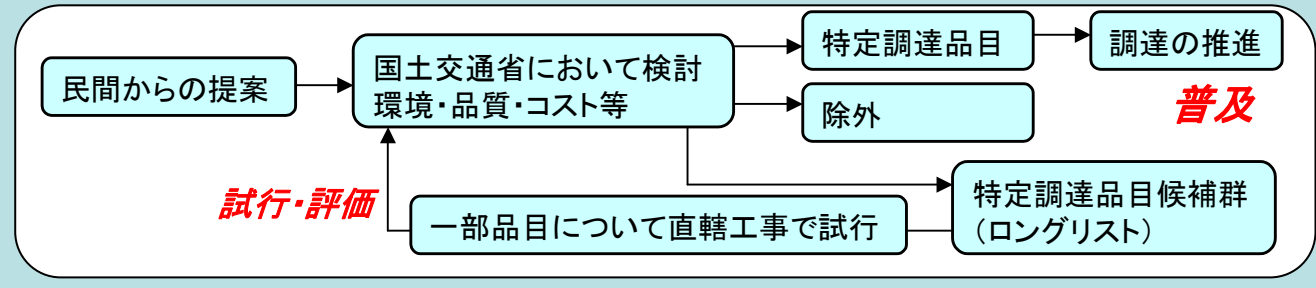 民間からの提案
国土交通省において検討
環境・品質・コスト等
特定調達品目
調達の推進
除外
普及
試行・評価
一部品目について直轄工事で試行
特定調達品目候補群
（ロングリスト）